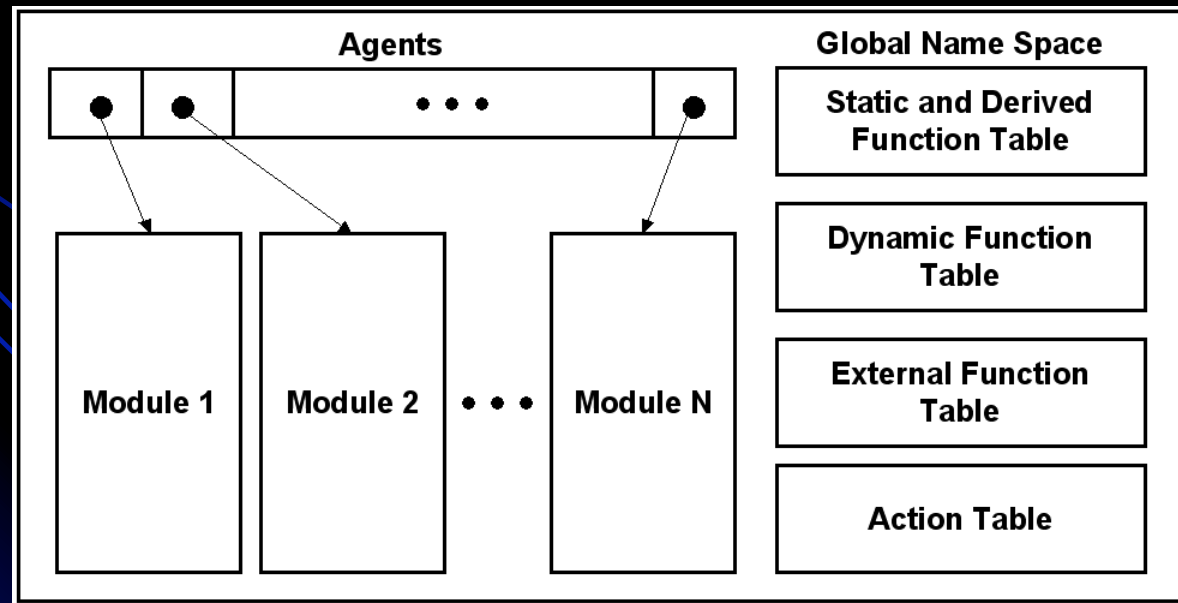 Agents
Global Name Space
Static and Derived
Function Table
Dynamic Function
Table
External Function
Table
Action Table
Module 1
Module 2
Module N